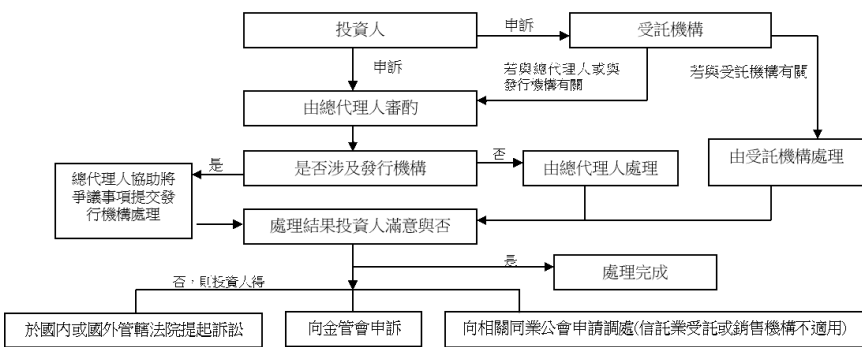 投資人
申訴
受託機構
申訴
若與總代理人或與
發行機構有關
若與受託機構有關
由總代理人審酌
是
是否涉及發行機構
否
由總代理人處理
由受託機構處理
總代理人協助將
爭議事項提交發
行機構處理
處理結果投資人滿意與否
是
處理完成
否，則投資人得
於國內或國外管轄法院提起訴訟
向金管會申訴
向相關同業公會申請調處(信託業受託或銷售機構不適用)